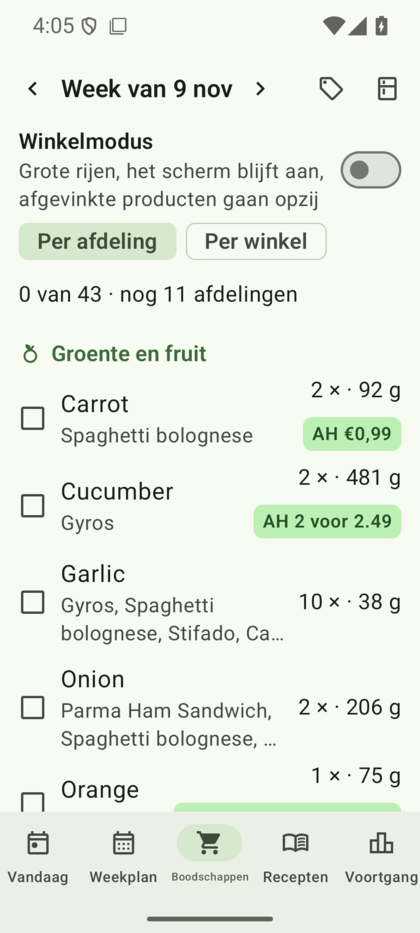 4:05
Week van 9 nov
Winkelmodus
Grote rijen, het scherm blijft aan,
afgevinkte producten gaan opzij
Per afdeling
Per winkel
0 van 43 · nog 11 afdelingen
Groente en fruit
Carrot
Spaghetti bolognese
2 × · 92 g
AH €0,99
Cucumber
Gyros
2 × · 481 g
AH 2 voor 2.49
Garlic
Gyros, Spaghetti
bolognese, Stifado, Ca...
10 × · 38 g
Onion
Parma Ham Sandwich,
Spaghetti bolognese, ...
2 × · 206 g
Orange
1 × · 75 g
Vandaag
Weekplan
Boodschappen
Recepten
Voortgang